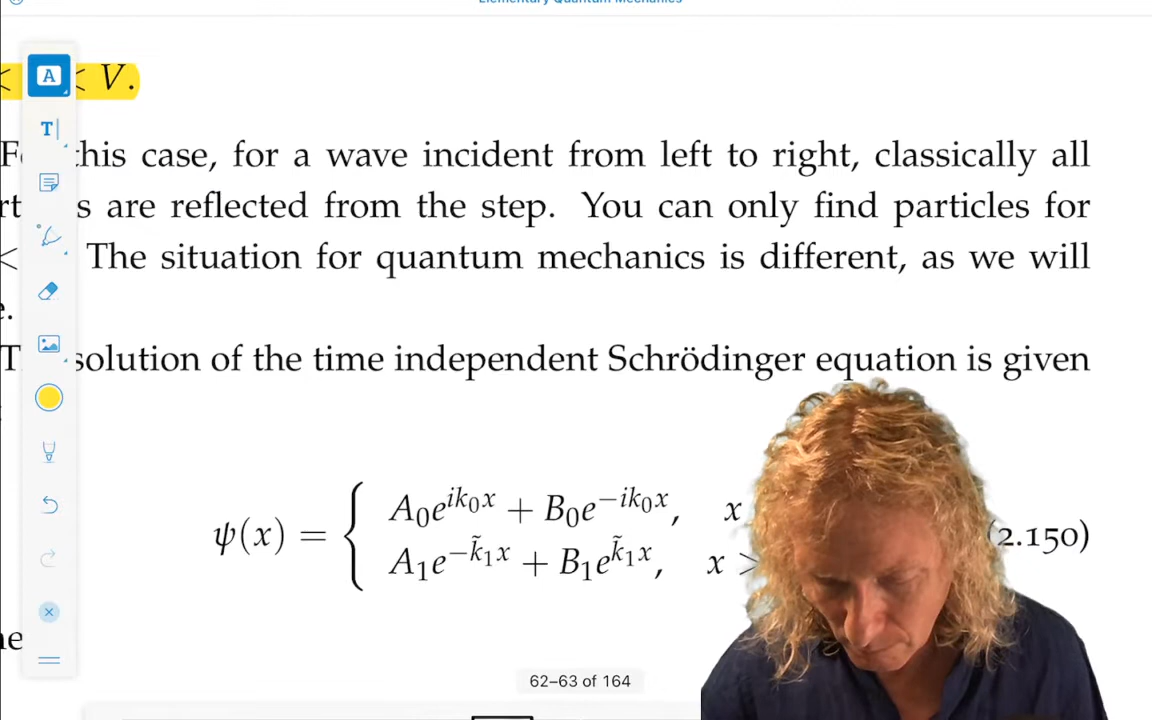 Elementary Quantum Mechanics
A
< < V.
this case, for a wave incident from left to right, classically all
T
s are reflected from the step. You can only find particles for
< The situation for quantum mechanics is different, as we will
e.
T solution of the time independent Schrödinger equation is given
ψ(x) = { A₀e^{ik₀x} + B₀e^{−ik₀x}, x
A₁e^{−k̃₁x} + B₁e^{k̃₁x}, x > (2.150)
62–63 of 164